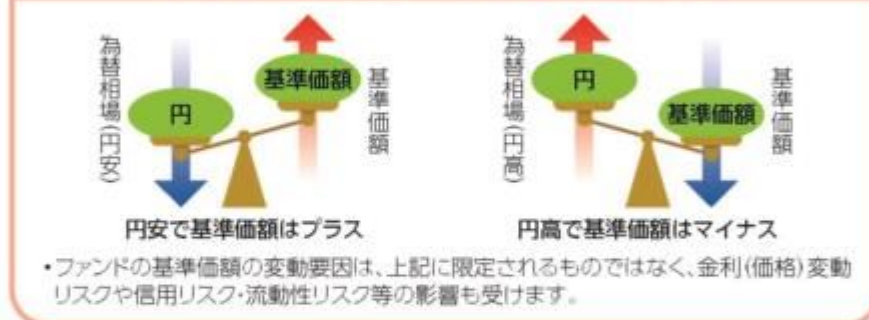 為替相場(円安)
円
基準価額
基準価額
円安で基準価額はプラス
為替相場(円高)
円
基準価額
基準価額
円高で基準価額はマイナス
・ファンドの基準価額の変動要因は、上記に限定されるものではなく、金利(価格)変動
リスクや信用リスク・流動性リスク等の影響も受けます。